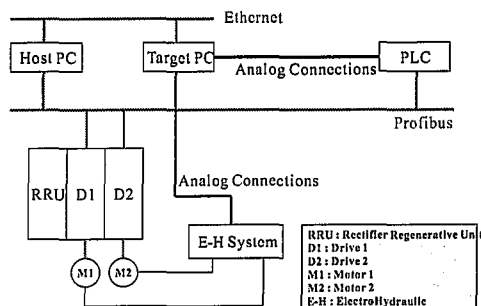 Ethernet
Host PC
Target PC
PLC
Analog Connections
Profibus
RRU
D1
D2
Analog Connections
E-H System
M1
M2
RRU : Rectifier Regenerative Unit
D1 : Drive 1
D2 : Drive 2
M1 : Motor 1
M2 : Motor 2
E-H : ElectroHydraulic